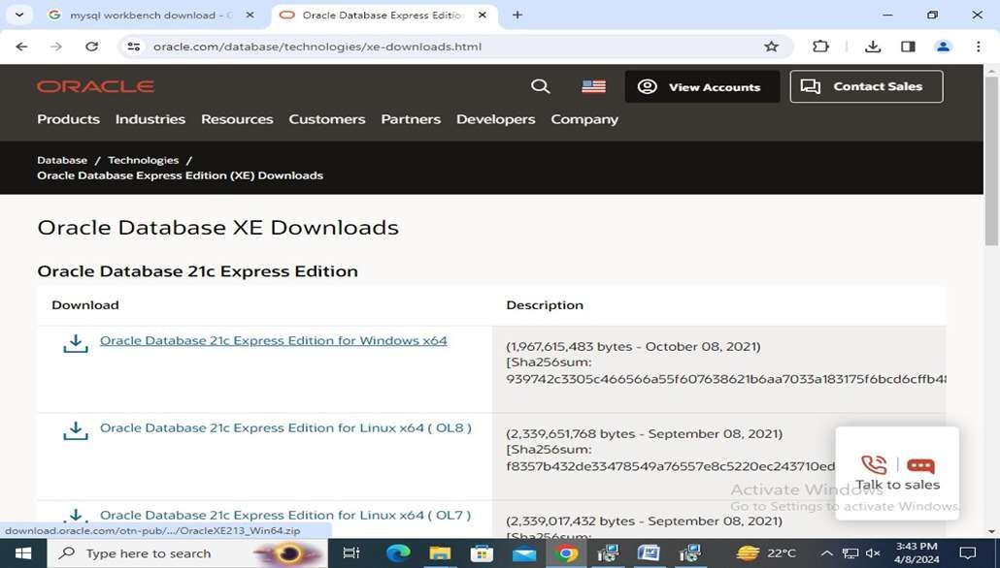 mysql workbench download - G
Oracle Database Express Edition
oracle.com/database/technologies/xe-downloads.html
ORACLE
View Accounts
Contact Sales
Products Industries Resources Customers Partners Developers Company
Database / Technologies /
Oracle Database Express Edition (XE) Downloads
Oracle Database XE Downloads
Oracle Database 21c Express Edition
Download Description
Oracle Database 21c Express Edition for Windows x64
(1,967,615,483 bytes - October 08, 2021)
[Sha256sum:
939742c3305c466566a55f607638621b6aa7033a183175f6bcd6cffb48
Oracle Database 21c Express Edition for Linux x64 ( OL8 )
(2,339,651,768 bytes - September 08, 2021)
[Sha256sum:
f8357b432de33478549a76557e8c5220ec243710ed
Talk to sales
Activate Windows
Go to Settings to activate Windows.
Oracle Database 21c Express Edition for Linux x64 ( OL7 )
(2,339,017,432 bytes - September 08, 2021)
[Sha256sum:
download.oracle.com/otn-pub/.../OracleXE213_Win64.zip
Type here to search
22°C
3:43 PM
4/8/2024